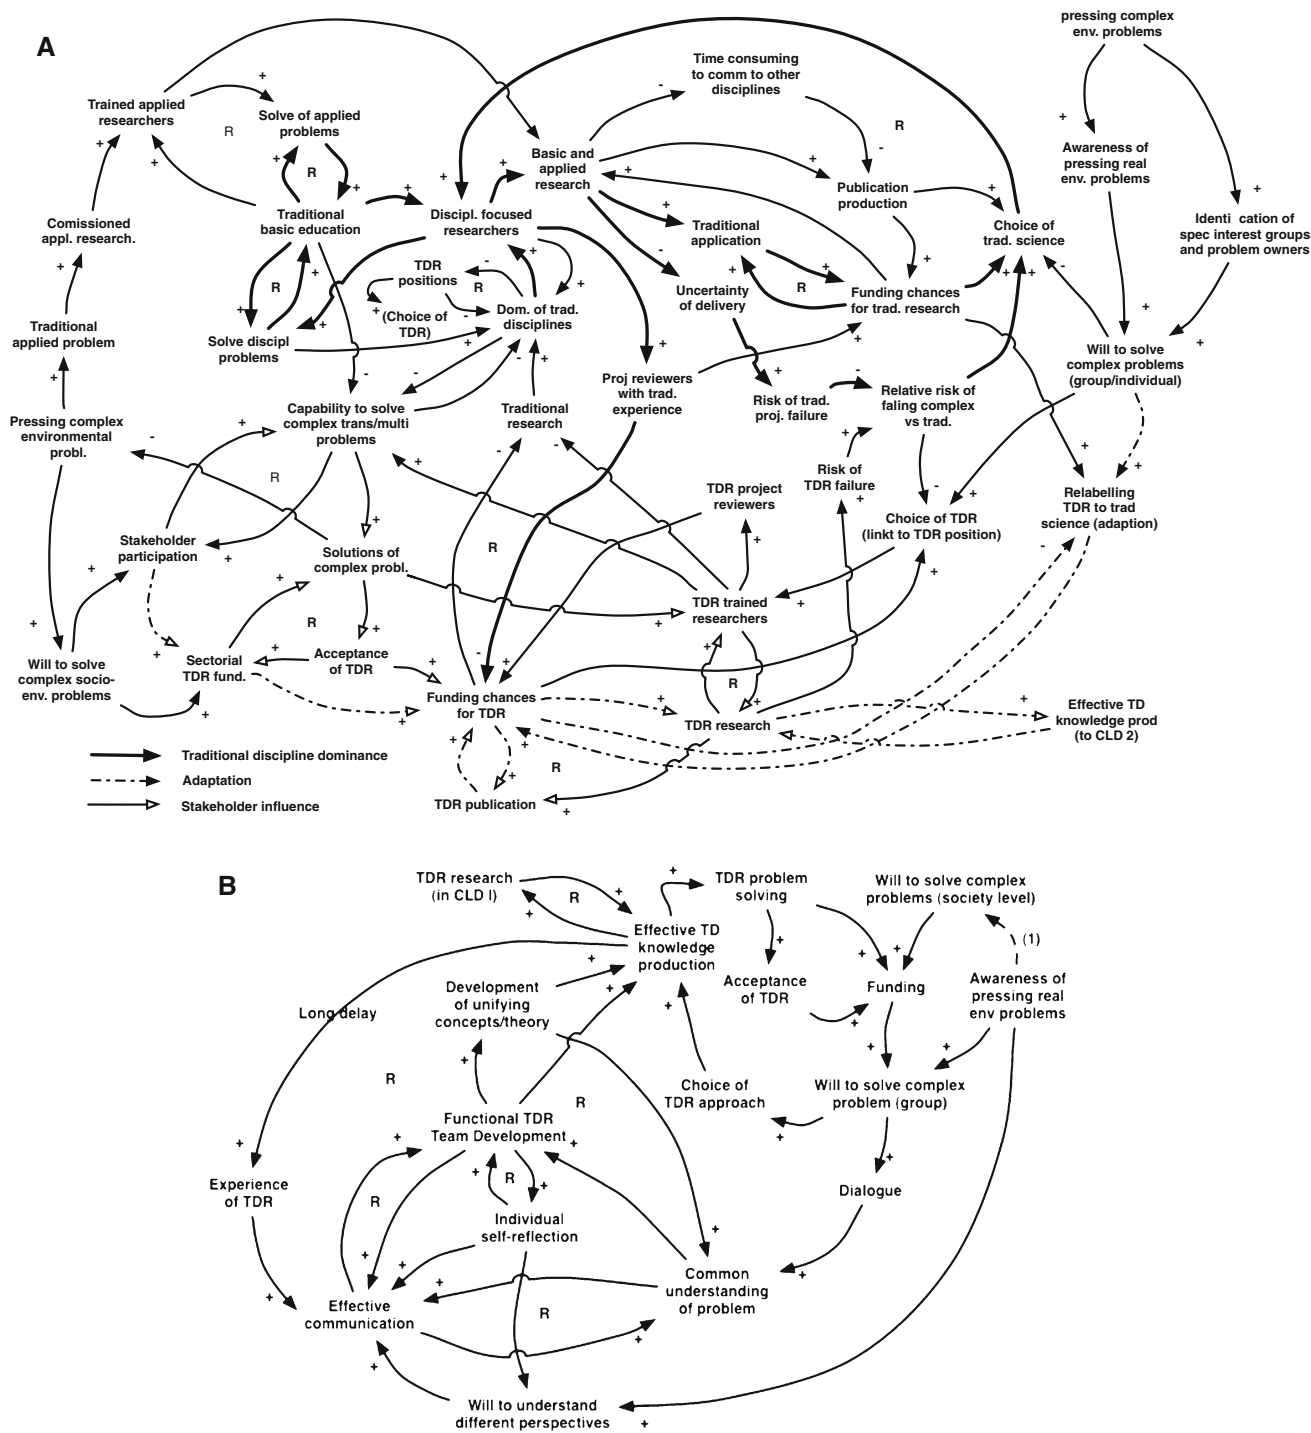 A
pressing complex
env. problems
Time consuming
to comm to other
disciplines
Trained applied
researchers
Solve of applied
problems
Basic and
applied
research
Awareness of
pressing real
env. problems
Publication
production
Comissioned
appl. research.
Traditional
basic education
Discipl. focused
researchers
Traditional
application
Choice of
trad. science
Identi cation of
spec interest groups
and problem owners
TDR
positions
(Choice of
TDR)
Dom. of trad.
disciplines
Uncertainty
of delivery
Funding chances
for trad. research
Traditional
applied problem
Solve discipl
problems
Will to solve
complex problems
(group/individual)
Proj reviewers
with trad.
experience
Risk of trad.
proj. failure
Relative risk of
faling complex
vs trad.
Pressing complex
environmental
probl.
Capability to solve
complex trans/multi
problems
Traditional
research
Risk of
TDR failure
TDR project
reviewers
Relabelling
TDR to trad
science (adaption)
Choice of TDR
(linkt to TDR position)
Stakeholder
participation
Solutions of
complex probl.
TDR trained
researchers
Will to solve
complex socio-
env. problems
Sectorial
TDR fund.
Acceptance
of TDR
Funding chances
for TDR
TDR research
Effective TD
knowledge prod
(to CLD 2)
TDR publication
Traditional discipline dominance
Adaptation
Stakeholder influence
R
R
R
R
R
R
R
R
R
R
R
B
TDR research
(in CLD I)
R
TDR problem
solving
Will to solve complex
problems (society level)
Effective TD
knowledge
production
(1)
Development
of unifying
concepts/theory
Acceptance
of TDR
Funding
Awareness of
pressing real
env problems
Long delay
R
R
Choice of
TDR approach
Will to solve complex
problem (group)
Functional TDR
Team Development
Experience
of TDR
R
R
Dialogue
Individual
self-reflection
Common
understanding
of problem
Effective
communication
R
Will to understand
different perspectives